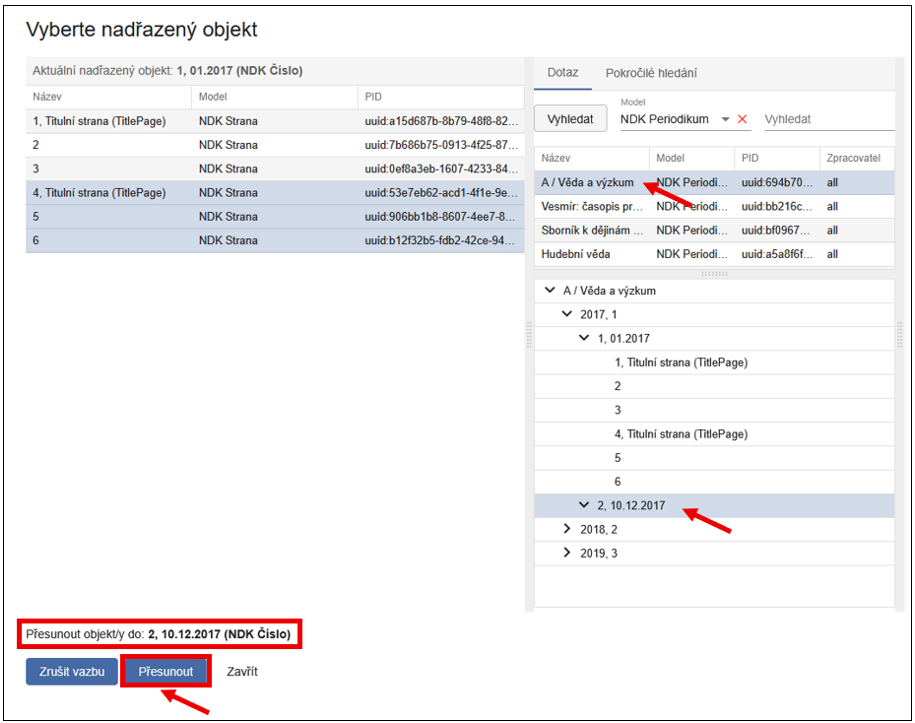 Vyberte nadřazený objekt
Aktuální nadřazený objekt: 1, 01.2017 (NDK Číslo)
Název Model PID
1, Titulní strana (TitlePage) NDK Strana uuid:a15d687b-8b79-48f8-82...
2 NDK Strana uuid:7b686b75-0913-4f25-87...
3 NDK Strana uuid:0ef8a3eb-1607-4233-84...
4, Titulní strana (TitlePage) NDK Strana uuid:53e7eb62-acd1-4f1e-9e...
5 NDK Strana uuid:906bb1b8-8607-4ee7-8...
6 NDK Strana uuid:b12f32b5-fdb2-42ce-94...
Dotaz Pokročilé hledání
Model
Vyhledat NDK Periodikum Vyhledat
Název Model PID Zpracovatel
A / Věda a výzkum NDK Periodi... uuid:694b70... all
Vesmír: časopis pr... NDK Periodi... uuid:bb216c... all
Sborník k dějinám ... NDK Periodi... uuid:bf0967... all
Hudební věda NDK Periodi... uuid:a5a8f6f... all
A / Věda a výzkum
2017, 1
1, 01.2017
1, Titulní strana (TitlePage)
2
3
4, Titulní strana (TitlePage)
5
6
2, 10.12.2017
2018, 2
2019, 3
Přesunout objekt/y do: 2, 10.12.2017 (NDK Číslo)
Zrušit vazbu Přesunout Zavřít